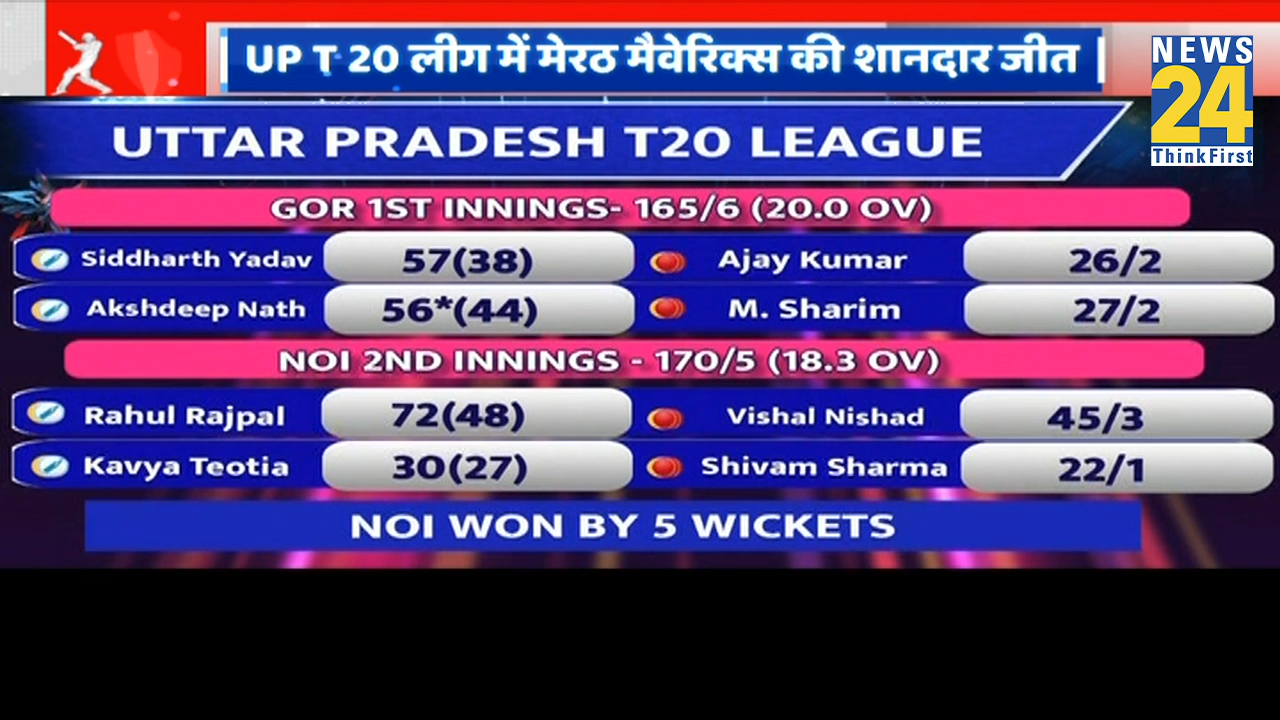 UP T 20 लीग में मेरठ मैवेरिक्स की शानदार जीत
NEWS
24
ThinkFirst
UTTAR PRADESH T20 LEAGUE
GOR 1ST INNINGS- 165/6 (20.0 OV)
Siddharth Yadav 57(38) Ajay Kumar 26/2
Akshdeep Nath 56*(44) M. Sharim 27/2
NOI 2ND INNINGS - 170/5 (18.3 OV)
Rahul Rajpal 72(48) Vishal Nishad 45/3
Kavya Teotia 30(27) Shivam Sharma 22/1
NOI WON BY 5 WICKETS